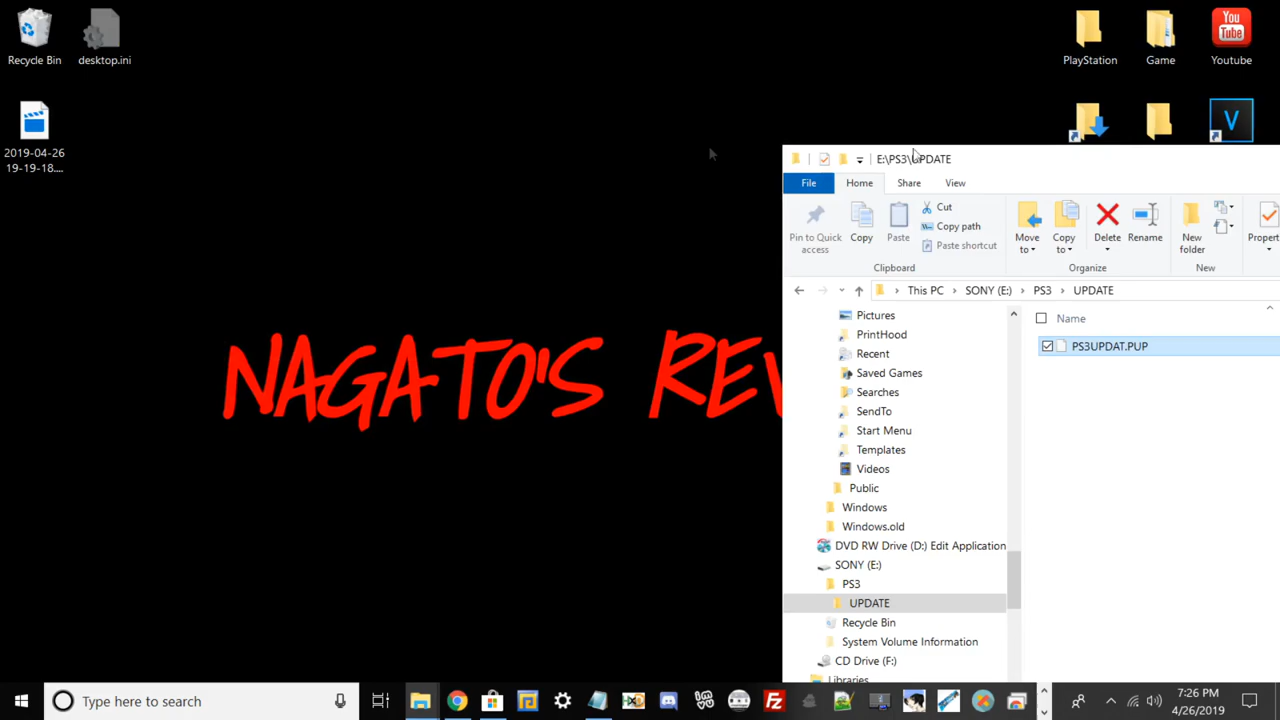 Recycle Bin
desktop.ini
2019-04-26
19-19-18....
PlayStation
Game
You
Tube
Youtube
V
NAGATO'S REV
E:\PS3\UPDATE
File
Home
Share
View
Pin to Quick
access
Copy
Paste
Cut
Copy path
Paste shortcut
Clipboard
Move
to
Copy
to
Delete
Rename
Organize
New
folder
New
Propert
This PC
SONY (E:)
PS3
UPDATE
Pictures
PrintHood
Recent
Saved Games
Searches
SendTo
Start Menu
Templates
Videos
Public
Windows
Windows.old
DVD RW Drive (D:) Edit Application
SONY (E:)
PS3
UPDATE
Recycle Bin
System Volume Information
CD Drive (F:)
Libraries
Name
PS3UPDAT.PUP
Type here to search
7:26 PM
4/26/2019